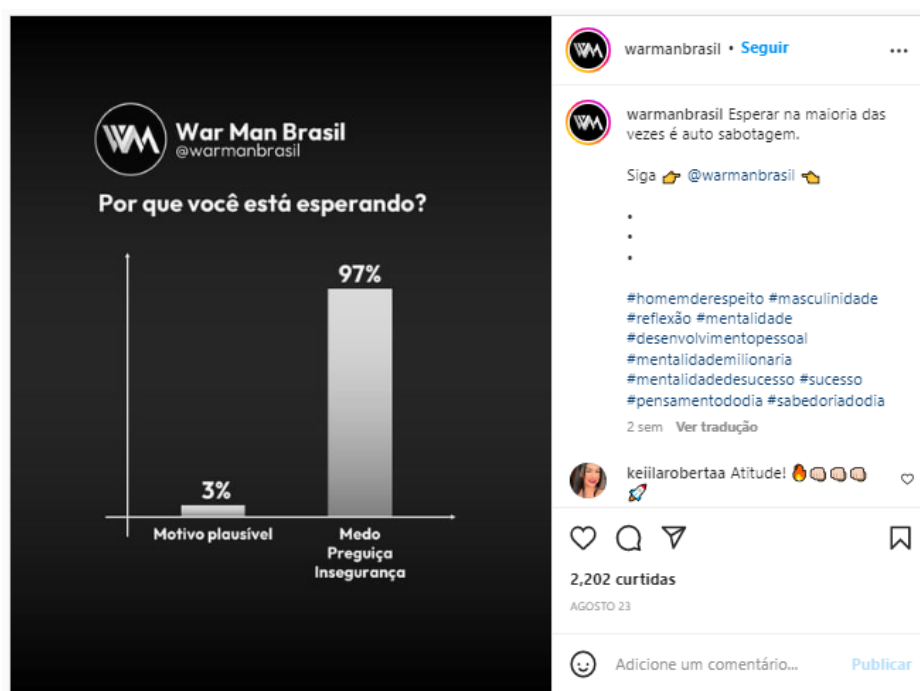 WM War Man Brasil
@warmanbrasil
Por que você está esperando?
97%
3%
Motivo plausível
Medo
Preguiça
Insegurança
WM warmanbrasil • Seguir
WM warmanbrasil Esperar na maioria das
vezes é auto sabotagem.
Siga 👉 @warmanbrasil 👈
•
•
•
#homemderespeito #masculinidade
#reflexão #mentalidade
#desenvolvimentopessoal
#mentalidademilionaria
#mentalidadedesucesso #sucesso
#pensamentododia #sabedoriadodia
2 sem Ver tradução
keiilarobertaa Atitude! 🔥👊🏻👊🏻👊🏻
🚀
2,202 curtidas
AGOSTO 23
Adicione um comentário... Publicar